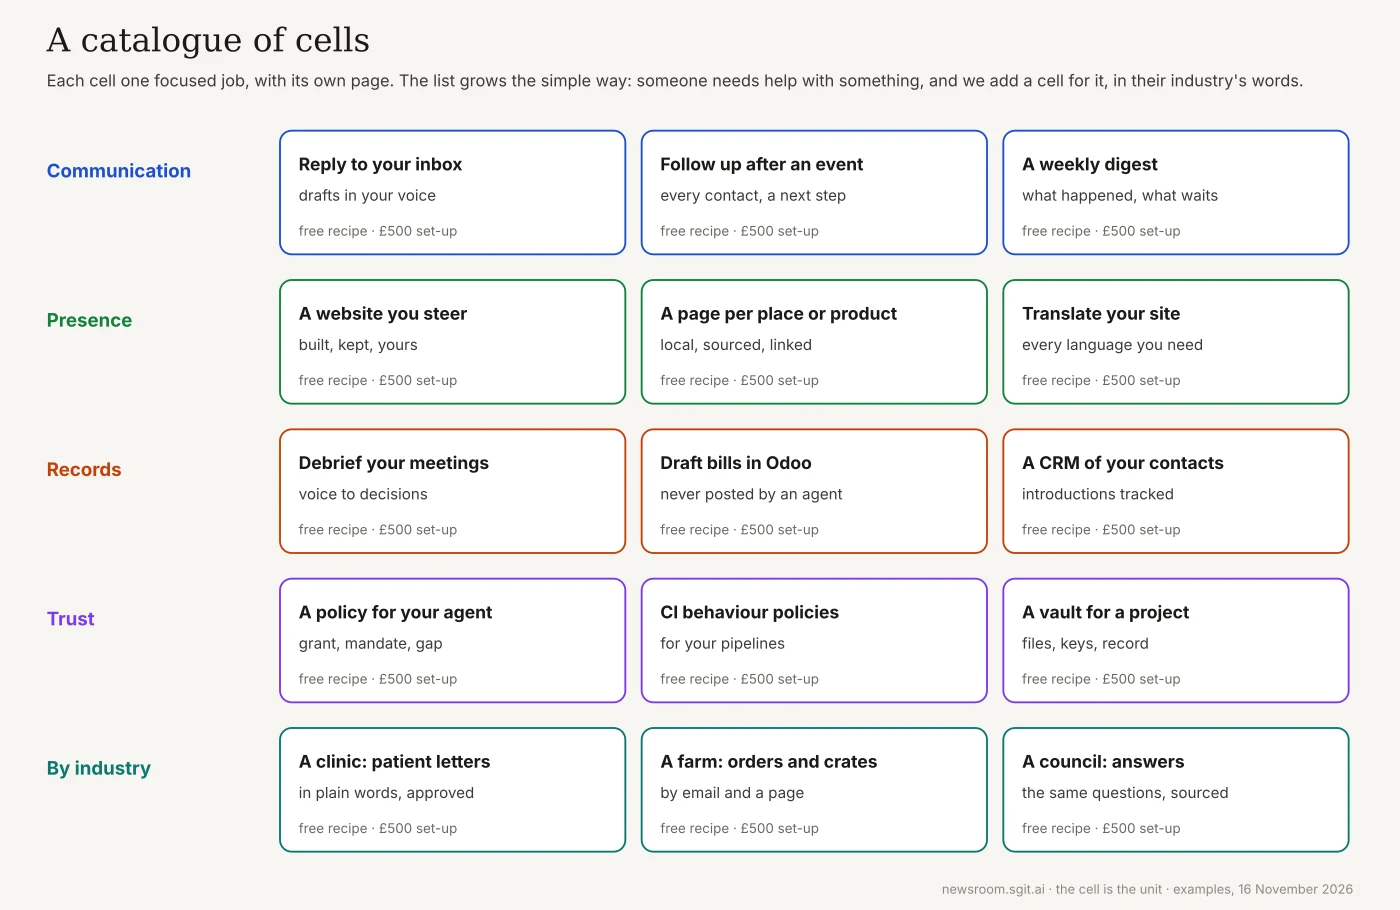 A catalogue of cells
Each cell one focused job, with its own page. The list grows the simple way: someone needs help with something, and we add a cell for it, in their industry's words.
Communication
Reply to your inbox
drafts in your voice
free recipe · £500 set-up
Follow up after an event
every contact, a next step
free recipe · £500 set-up
A weekly digest
what happened, what waits
free recipe · £500 set-up
Presence
A website you steer
built, kept, yours
free recipe · £500 set-up
A page per place or product
local, sourced, linked
free recipe · £500 set-up
Translate your site
every language you need
free recipe · £500 set-up
Records
Debrief your meetings
voice to decisions
free recipe · £500 set-up
Draft bills in Odoo
never posted by an agent
free recipe · £500 set-up
A CRM of your contacts
introductions tracked
free recipe · £500 set-up
Trust
A policy for your agent
grant, mandate, gap
free recipe · £500 set-up
CI behaviour policies
for your pipelines
free recipe · £500 set-up
A vault for a project
files, keys, record
free recipe · £500 set-up
By industry
A clinic: patient letters
in plain words, approved
free recipe · £500 set-up
A farm: orders and crates
by email and a page
free recipe · £500 set-up
A council: answers
the same questions, sourced
free recipe · £500 set-up
newsroom.sgit.ai · the cell is the unit · examples, 16 November 2026